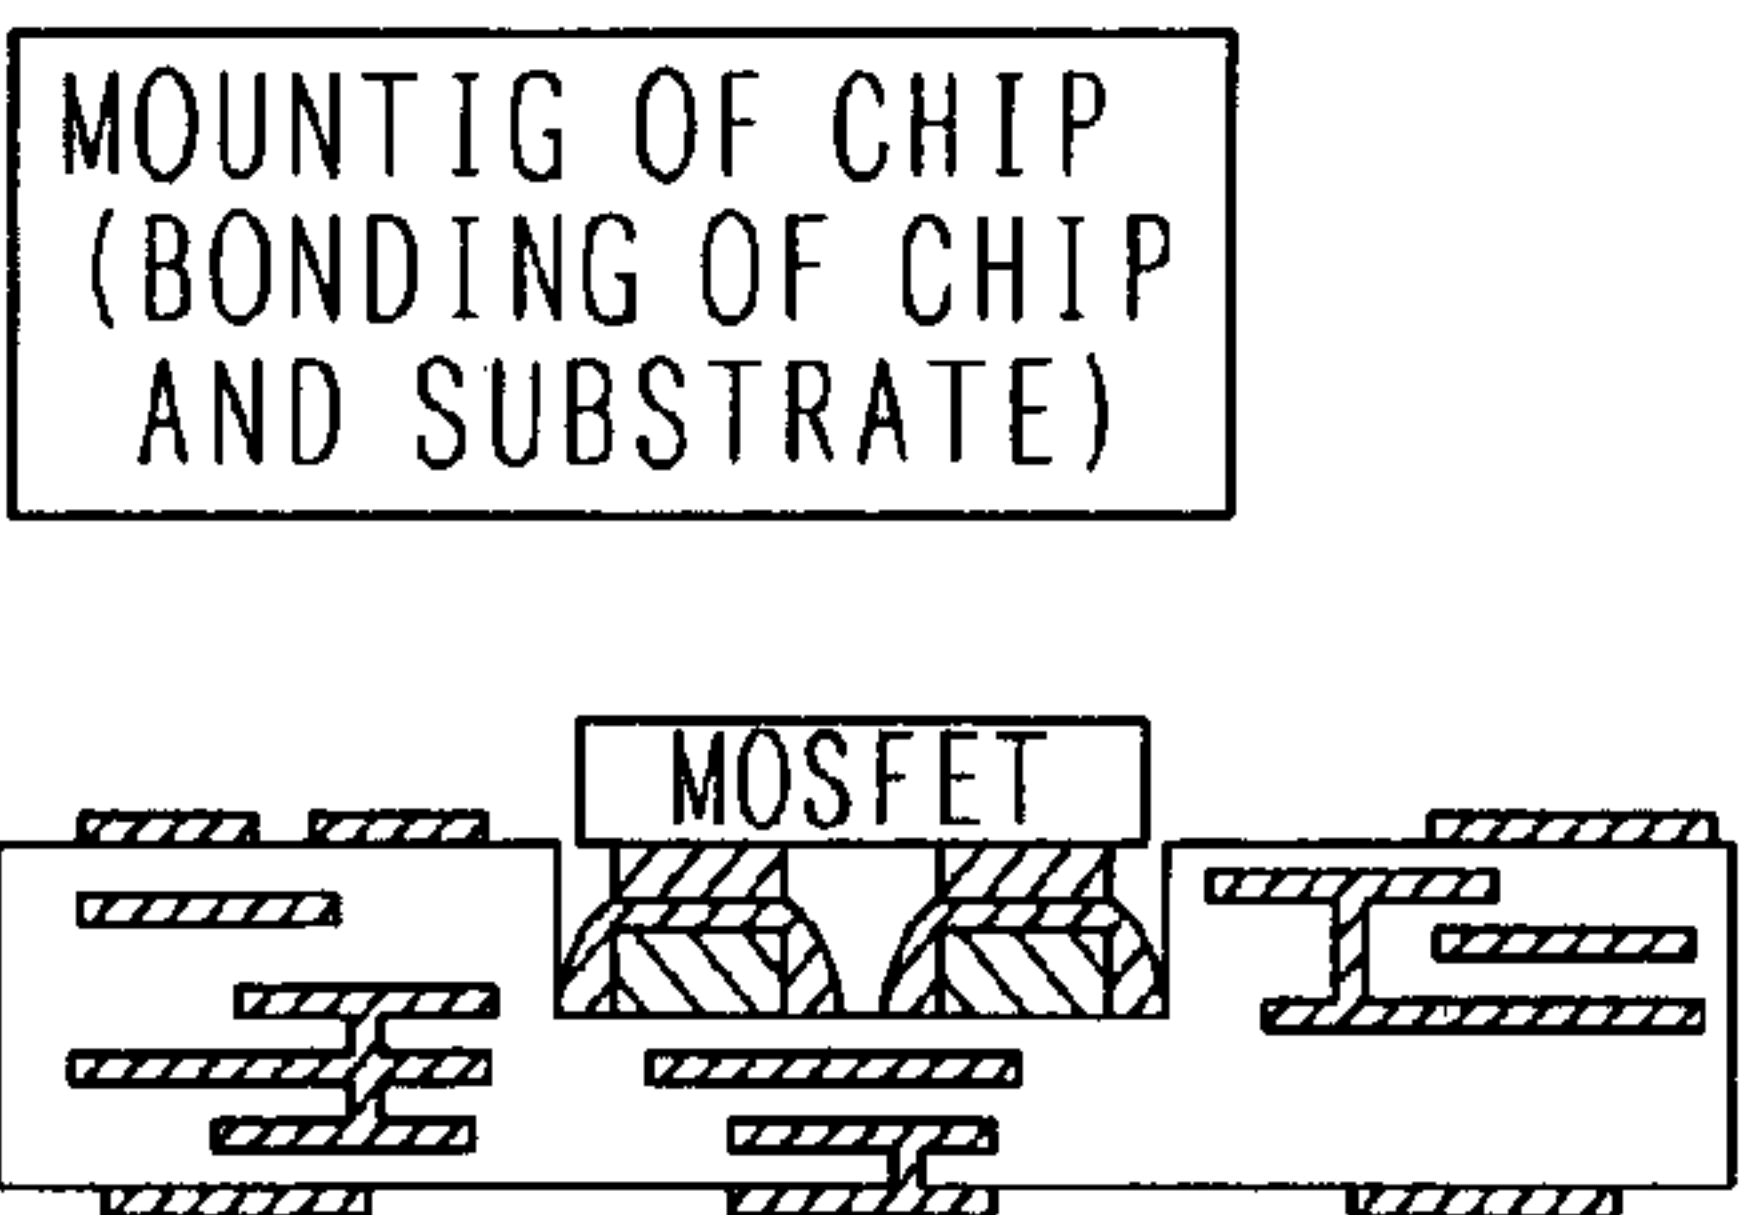 MOUNTIG OF CHIP
(BONDING OF CHIP
AND SUBSTRATE)
MOSFET